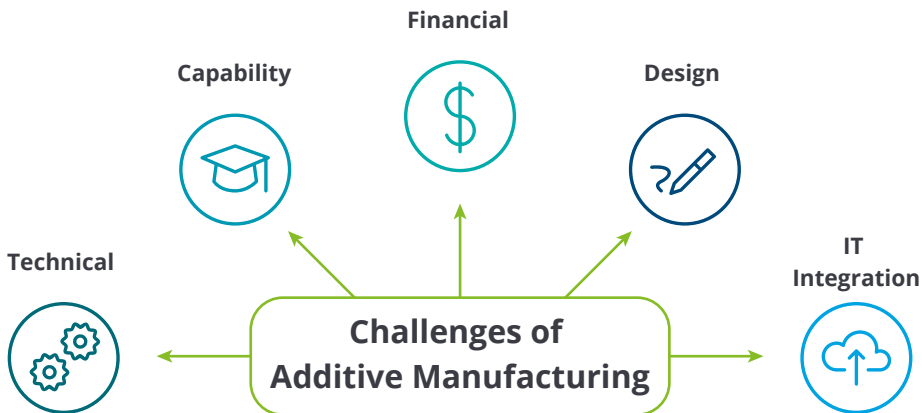 Financial
Capability
Design
Technical
IT
Integration
Challenges of
Additive Manufacturing